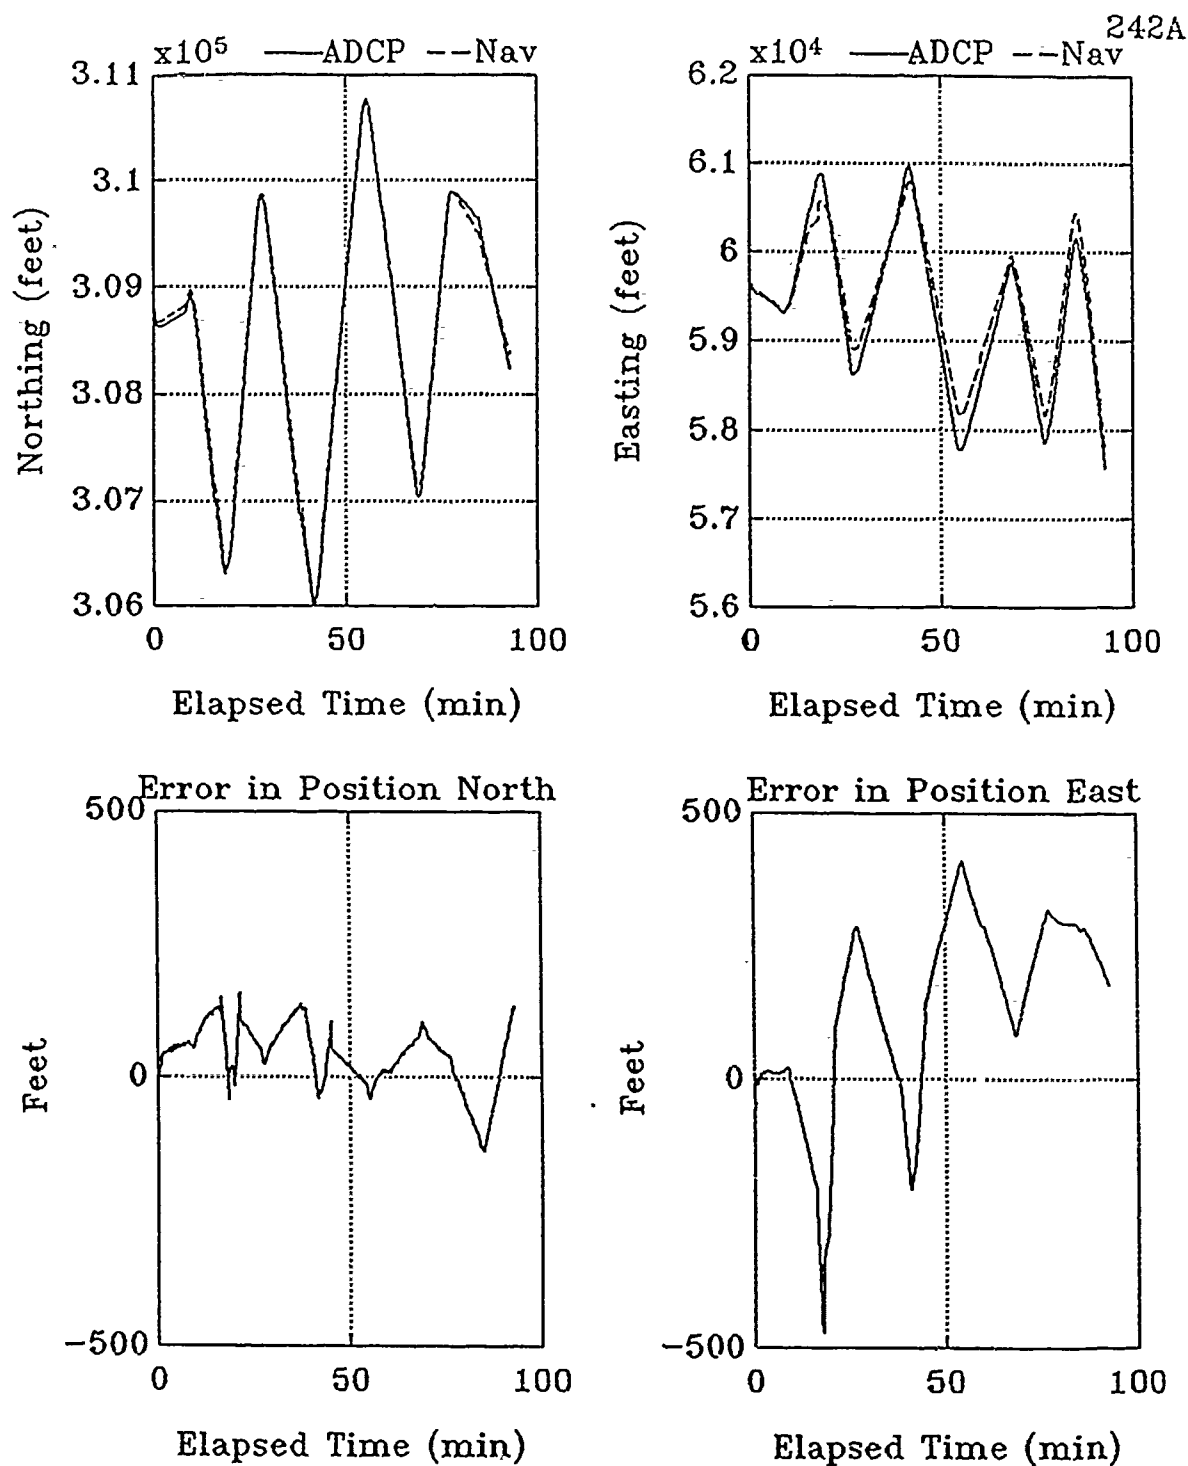 242A
x10⁵ ——ADCP ---Nav
3.11
3.1
3.09
3.08
3.07
3.06
0 50 100
Northing (feet)
Elapsed Time (min)
x10⁴ ——ADCP ---Nav
6.2
6.1
6
5.9
5.8
5.7
5.6
0 50 100
Easting (feet)
Elapsed Time (min)
Error in Position North
500
0
-500
0 50 100
Feet
Elapsed Time (min)
Error in Position East
500
0
-500
0 50 100
Feet
Elapsed Time (min)